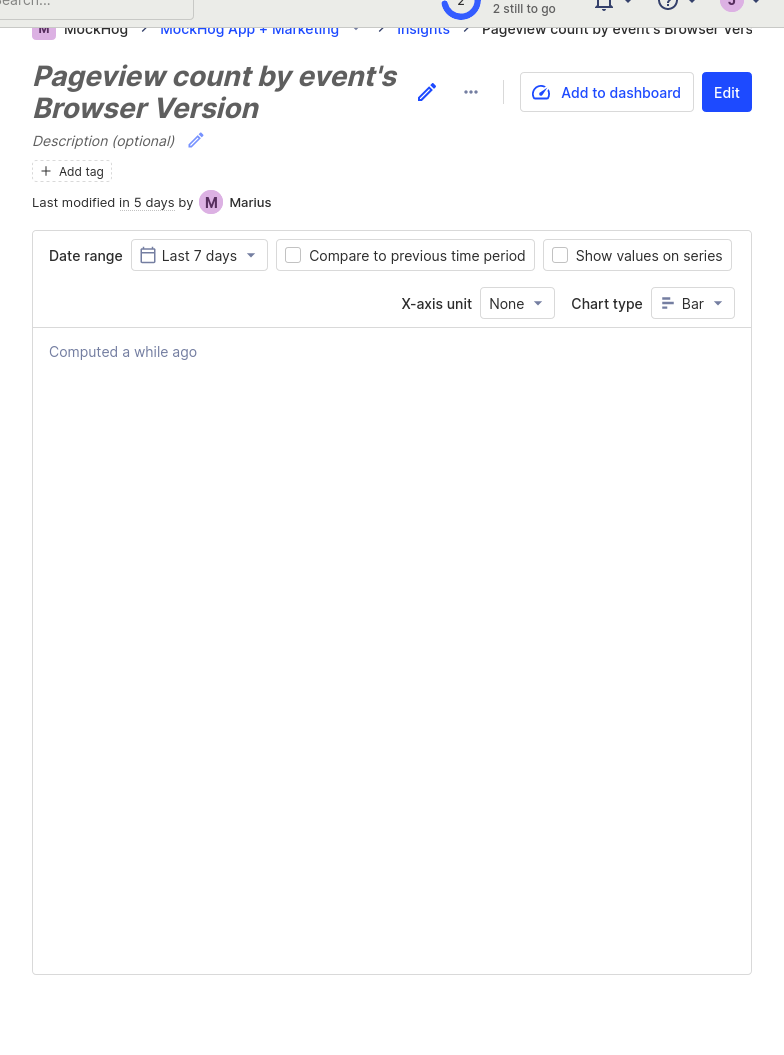 Search...
2
2 still to go
J
M MockHog MockHog App + Marketing Insights Pageview count by event's Browser Vers
Pageview count by event's
Browser Version
Add to dashboard
Edit
Description (optional)
Add tag
Last modified in 5 days by M Marius
Date range Last 7 days Compare to previous time period Show values on series
X-axis unit None Chart type Bar
Computed a while ago